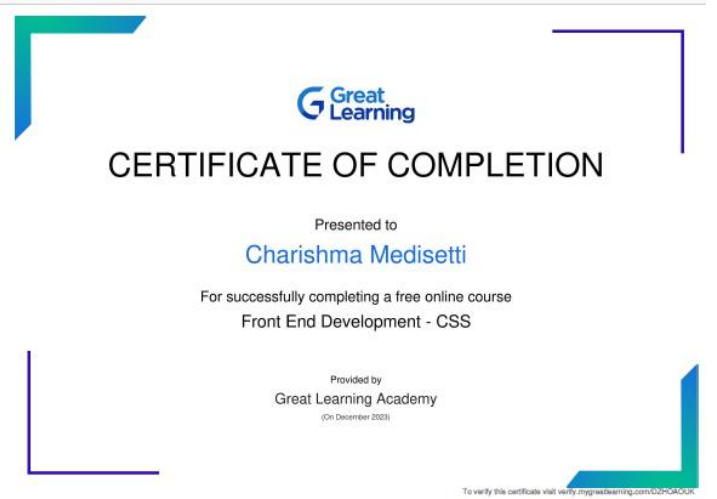 Great
Learning
CERTIFICATE OF COMPLETION
Presented to
Charishma Medisetti
For successfully completing a free online course
Front End Development - CSS
Provided by
Great Learning Academy
(On December 2023)
To verify this certificate visit verify.mygreatlearning.com/DZHOAOUK